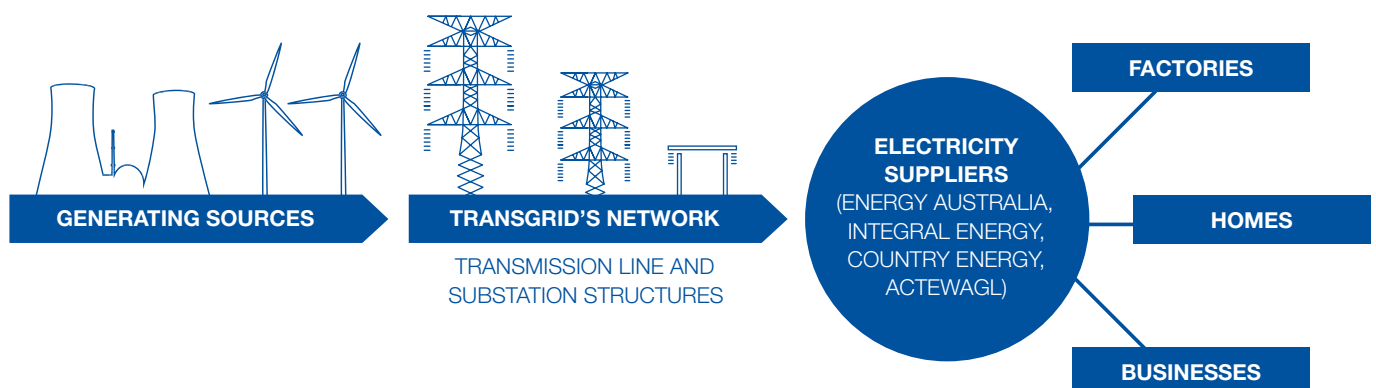 GENERATING SOURCES
TRANSGRID'S NETWORK
TRANSMISSION LINE AND
SUBSTATION STRUCTURES
ELECTRICITY
SUPPLIERS
(ENERGY AUSTRALIA,
INTEGRAL ENERGY,
COUNTRY ENERGY,
ACTEWAGL)
FACTORIES
HOMES
BUSINESSES